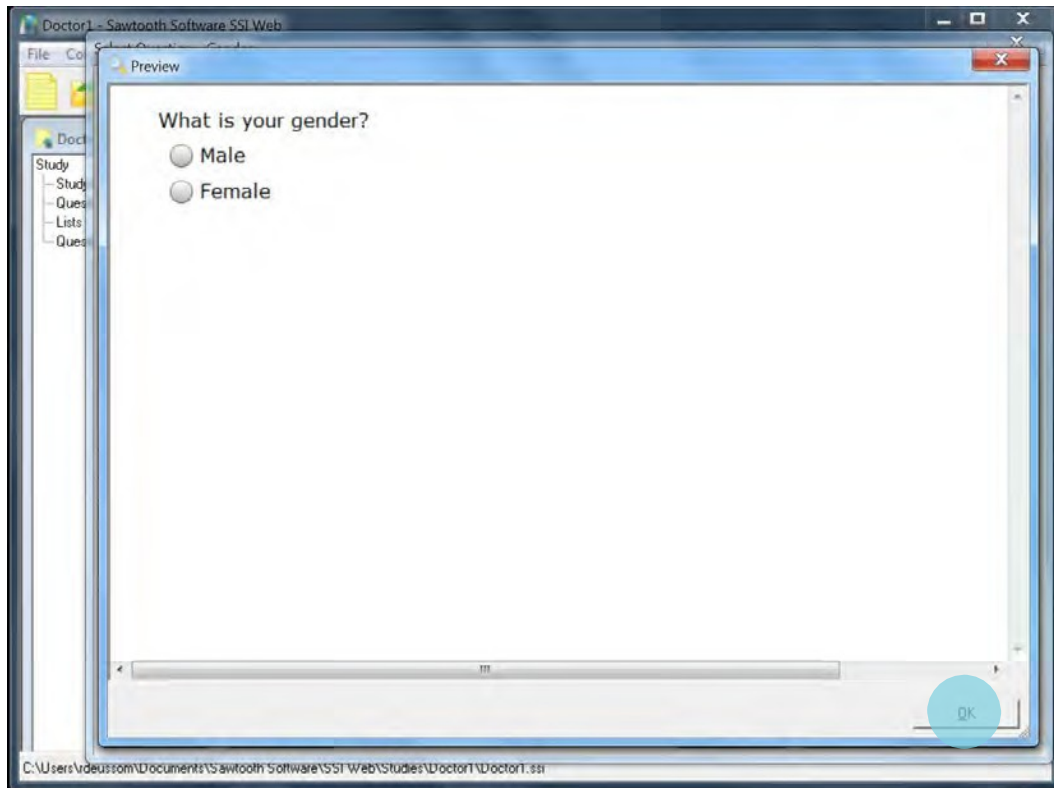 Doctor1 - Sawtooth Software SSI Web
File
Preview
What is your gender?
Male
Female
Study
Lists
OK
C:\Users\rdeussom\Documents\Sawtooth Software\SSI Web\Studies\Doctor1\Doctor1.ssi